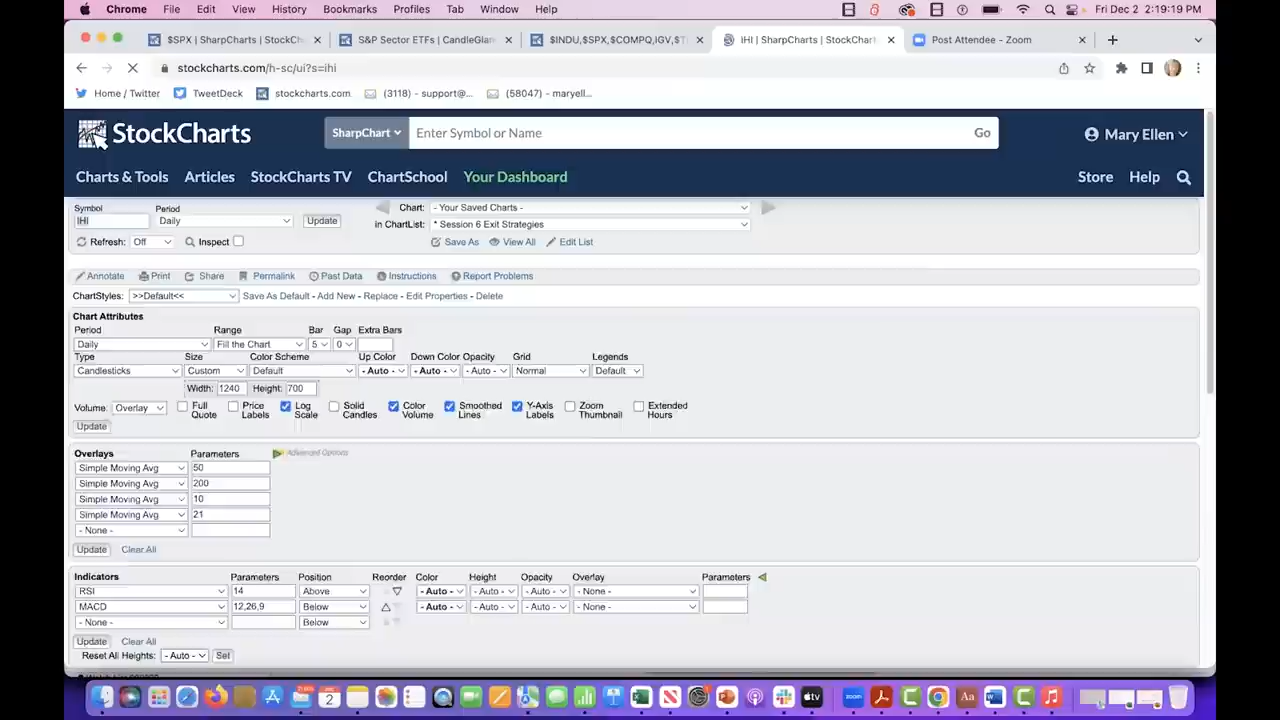 Chrome File Edit View History Bookmarks Profiles Tab Window Help Fri Dec 2 2:19:19 PM
$SPX | SharpCharts | StockCh × S&P Sector ETFs | CandleGlan × $INDU,$SPX,$COMPQ,IGV,$T × IHI | SharpCharts | StockChart × Post Attendee - Zoom × +
stockcharts.com/h-sc/ui?s=ihi
Home / Twitter TweetDeck stockcharts.com (3118) - support@... (58047) - maryell...
StockCharts SharpChart Enter Symbol or Name Go Mary Ellen
Charts & Tools Articles StockCharts TV ChartSchool Your Dashboard Store Help
Symbol Period Chart: - Your Saved Charts -
IHI Daily Update in ChartList: * Session 6 Exit Strategies
Refresh: Off Inspect Save As View All Edit List
Annotate Print Share Permalink Past Data Instructions Report Problems
ChartStyles: >>Default<< Save As Default - Add New - Replace - Edit Properties - Delete
Chart Attributes
Period Range Bar Gap Extra Bars
Daily Fill the Chart 5 0
Type Size Color Scheme Up Color Down Color Opacity Grid Legends
Candlesticks Custom Default - Auto - - Auto - - Auto - Normal Default
Width: 1240 Height: 700
Volume: Overlay Full Quote Price Labels Log Scale Solid Candles Color Volume Smoothed Lines Y-Axis Labels Zoom Thumbnail Extended Hours
Update
Overlays Parameters Advanced Options
Simple Moving Avg 50
Simple Moving Avg 200
Simple Moving Avg 10
Simple Moving Avg 21
- None -
Update Clear All
Indicators Parameters Position Reorder Color Height Opacity Overlay Parameters
RSI 14 Above - Auto - - Auto - - Auto - - None -
MACD 12,26,9 Below - Auto - - Auto - - Auto - - None -
- None - Below
Update Clear All
Reset All Heights: - Auto - Set